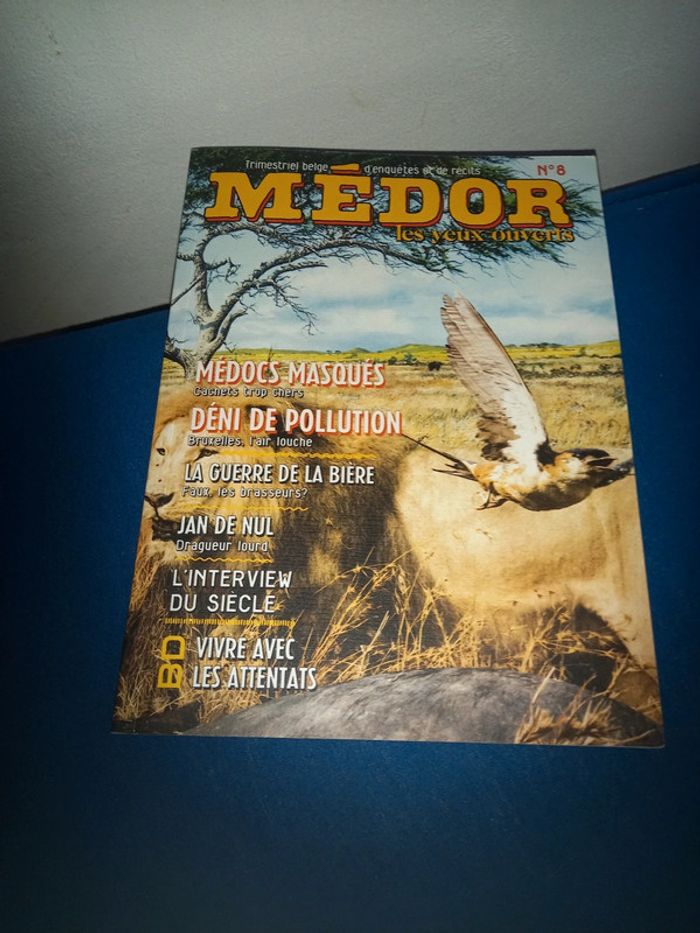 Trimestriel belge d'enquêtes et de récits N°8
MÉDOR
les yeux ouverts
MÉDOCS MASQUÉS
Cachets trop chers
DÉNI DE POLLUTION
Bruxelles, l'air louche
LA GUERRE DE LA BIÈRE
Faux, les brasseurs?
JAN DE NUL
Dragueur lourd
L'INTERVIEW
DU SIÈCLE
BD VIVRE AVEC
LES ATTENTATS